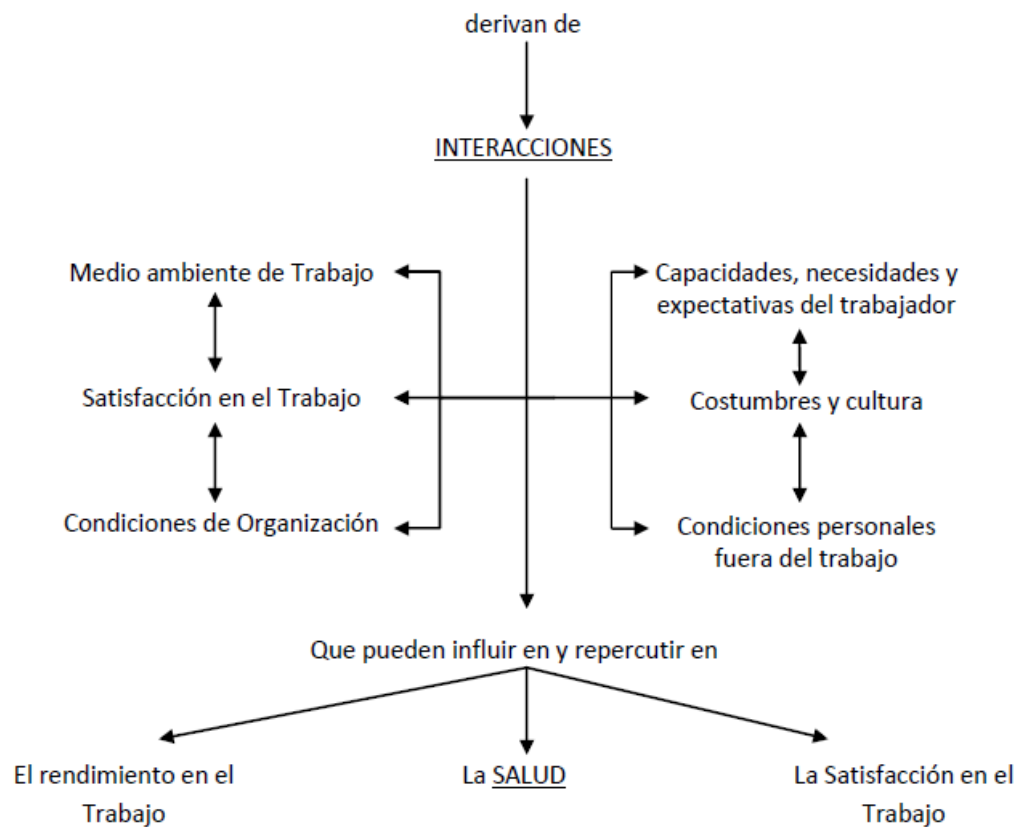 derivan de
INTERACCIONES
Medio ambiente de Trabajo
Capacidades, necesidades y
expectativas del trabajador
Satisfacción en el Trabajo
Costumbres y cultura
Condiciones de Organización
Condiciones personales
fuera del trabajo
Que pueden influir en y repercutir en
El rendimiento en el
Trabajo
La SALUD
La Satisfacción en el
Trabajo